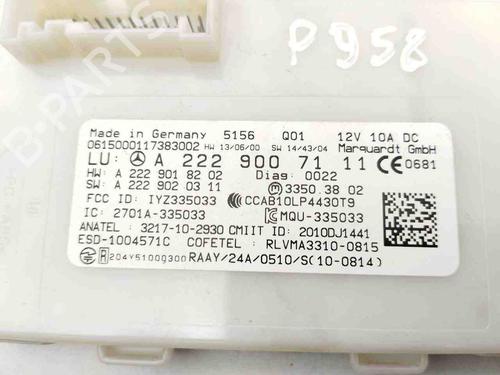 P958
B-PARTS
Made in Germany 5156 Q01 12V 10A DC
0615000117383002 HW 13/06/00 SW 14/43/04 Marquardt GmbH
LU: A 222 900 71 11 CE 0681
HW: A 222 901 82 02 Diag: 0022
SW: A 222 902 03 11 3350.38 02
FCC ID: IYZ335033 CCAB10LP4430T9
IC: 2701A-335033 MQU-335033
ANATEL : 3217-10-2930 CMIIT ID: 2010DJ1441
ESD-1004571C COFETEL : RLVMA3310-0815
R 204V51000300 RAAY/24A/0510/S(10-0814)